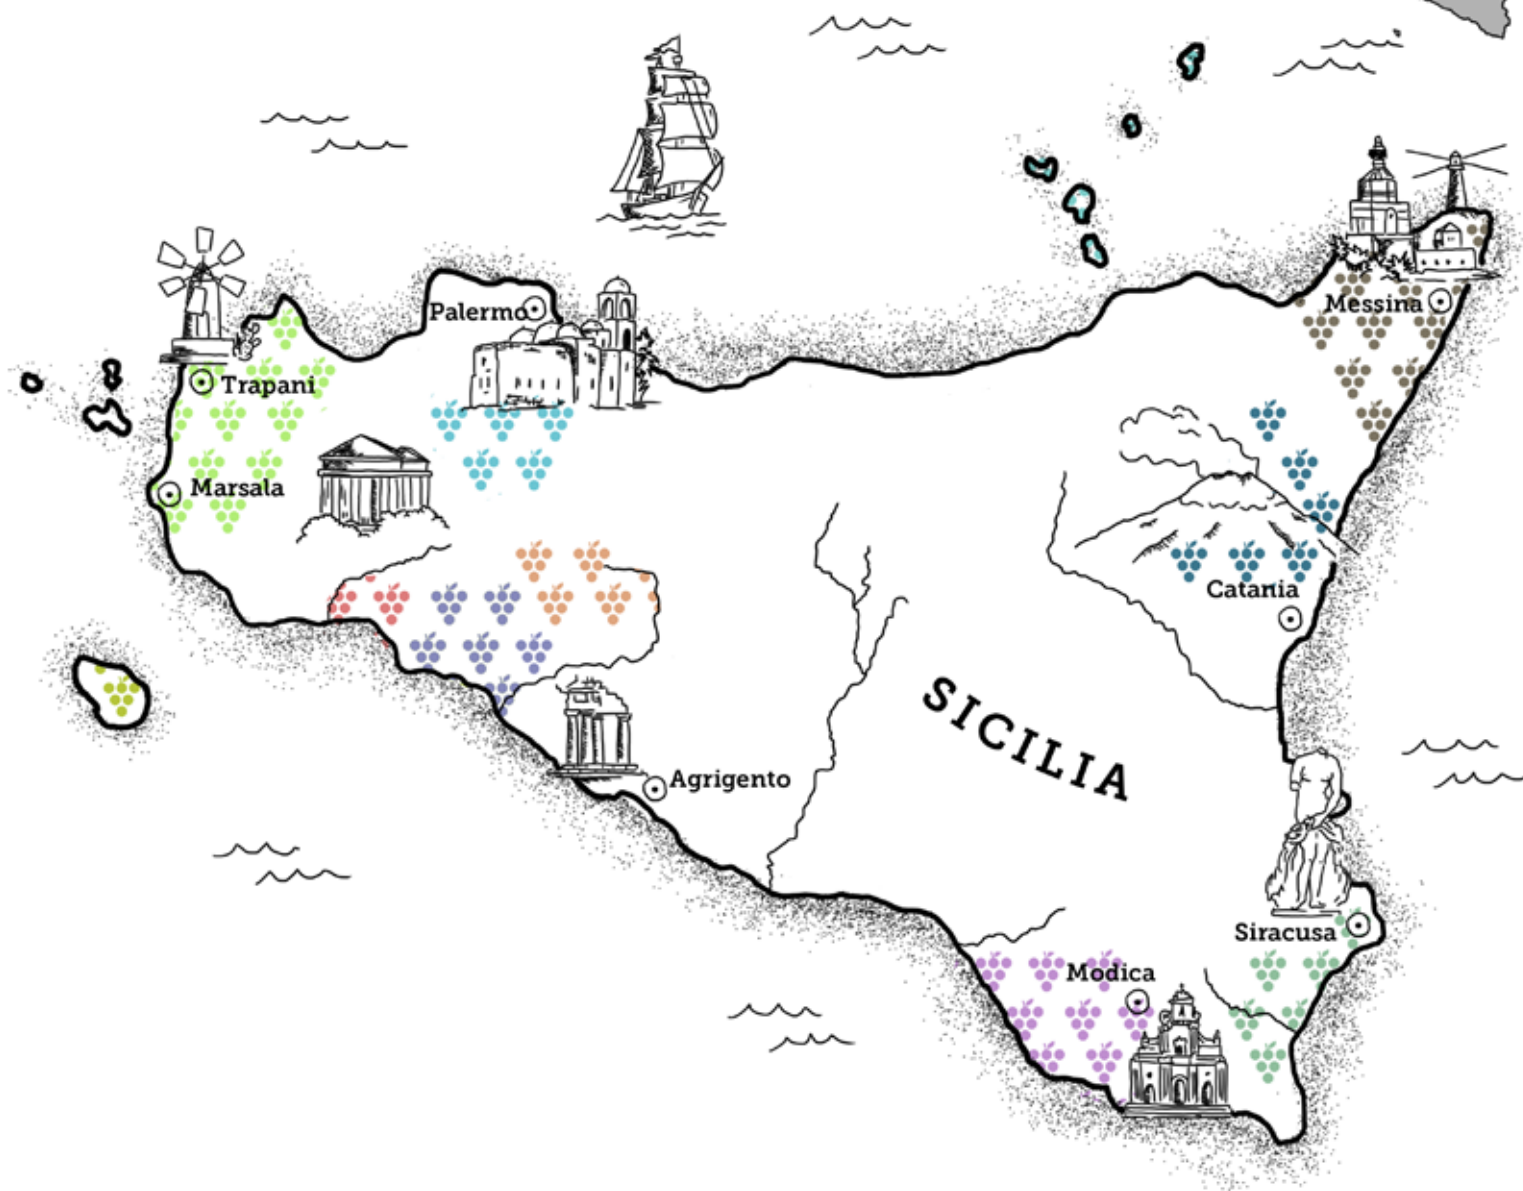 Palermo
Messina
Trapani
Marsala
Catania
SICILIA
Agrigento
Siracusa
Modica